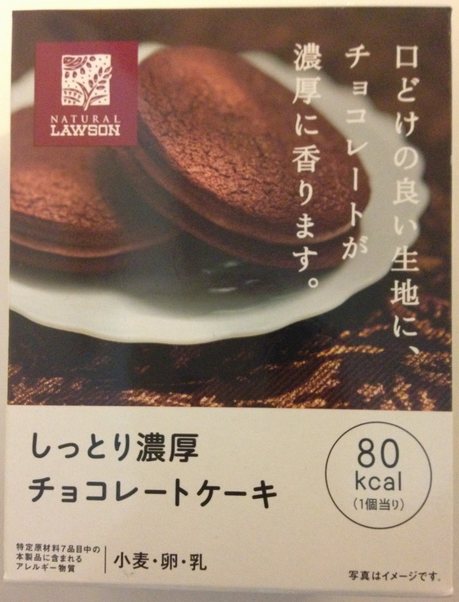 NATURAL
LAWSON
口どけの良い生地に、
チョコレートが
濃厚に香ります。
しっとり濃厚
チョコレートケーキ
80
kcal
(1個当り)
特定原材料7品目中の
本製品に含まれる
アレルギー物質
小麦・卵・乳
写真はイメージです。